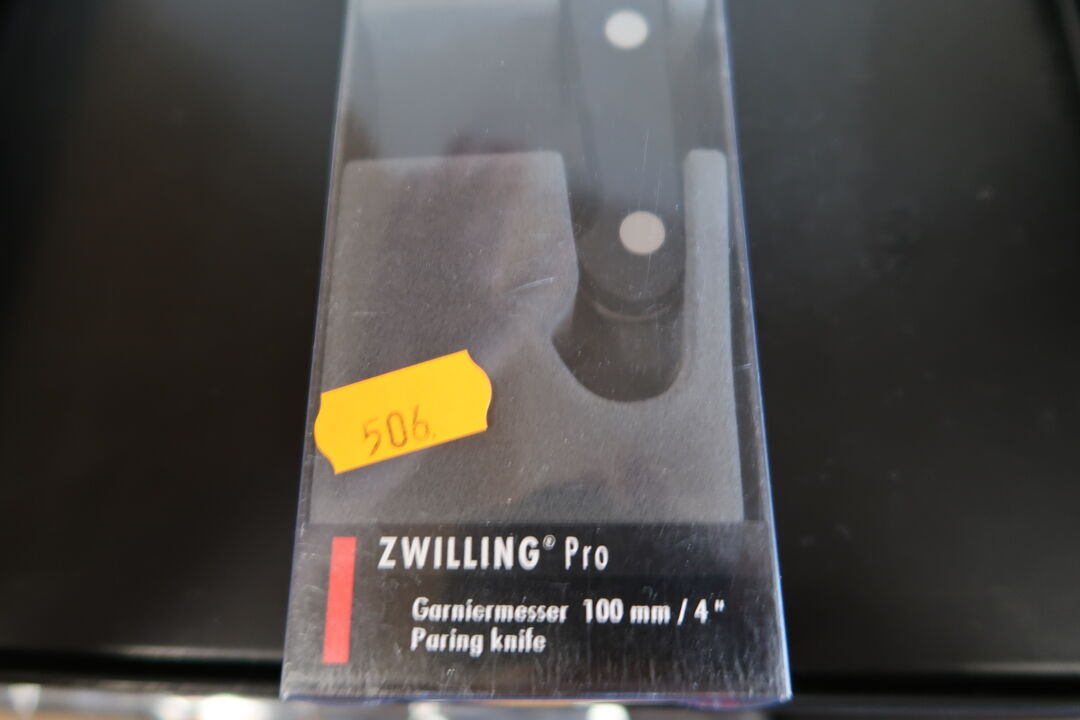 506.
ZWILLING® Pro
Garniermesser 100 mm / 4"
Paring knife